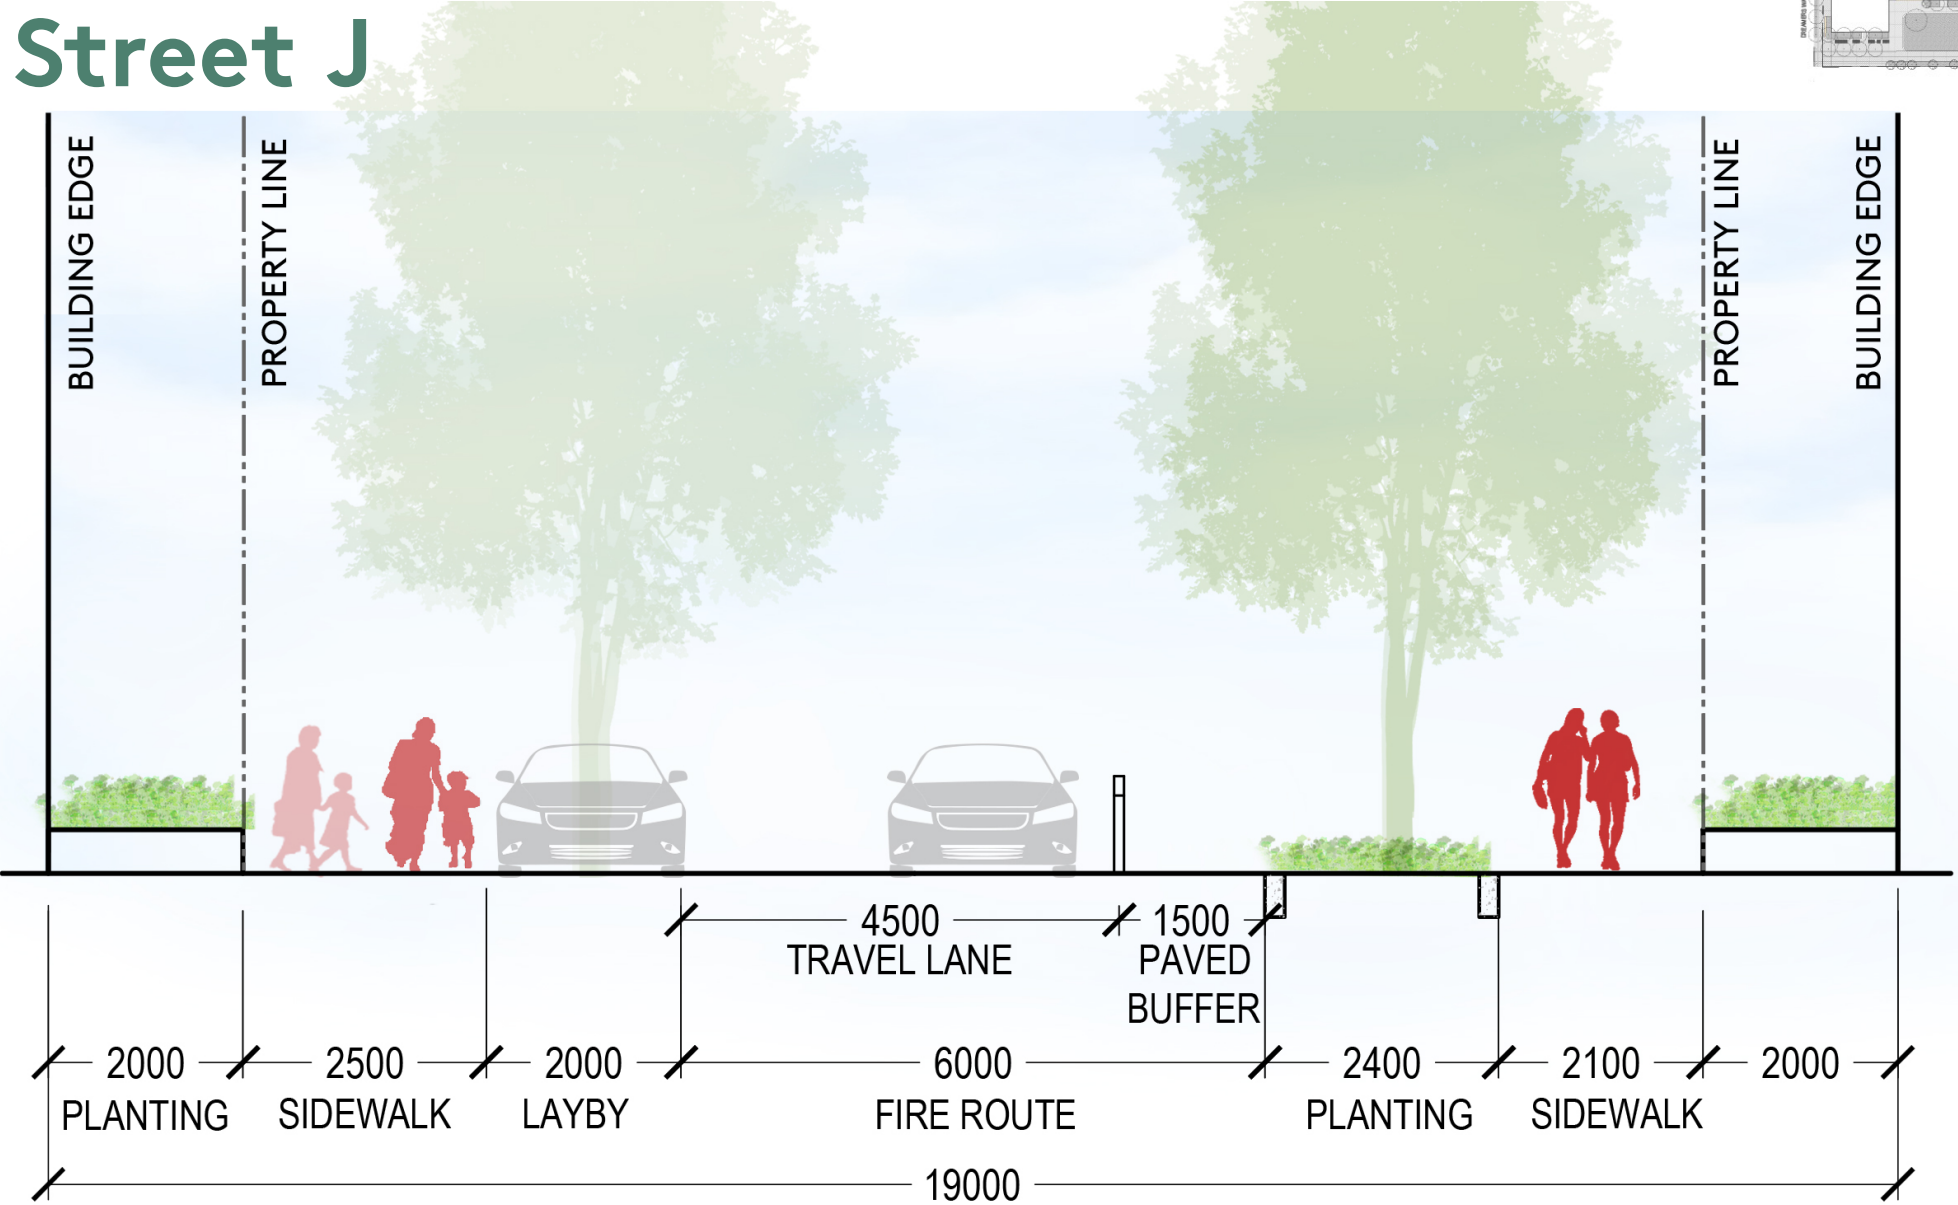 Street J
BUILDING EDGE
PROPERTY LINE
PROPERTY LINE
BUILDING EDGE
4500
1500
TRAVEL LANE
PAVED
BUFFER
2000
2500
2000
6000
2400
2100
2000
PLANTING
SIDEWALK
LAYBY
FIRE ROUTE
PLANTING
SIDEWALK
19000